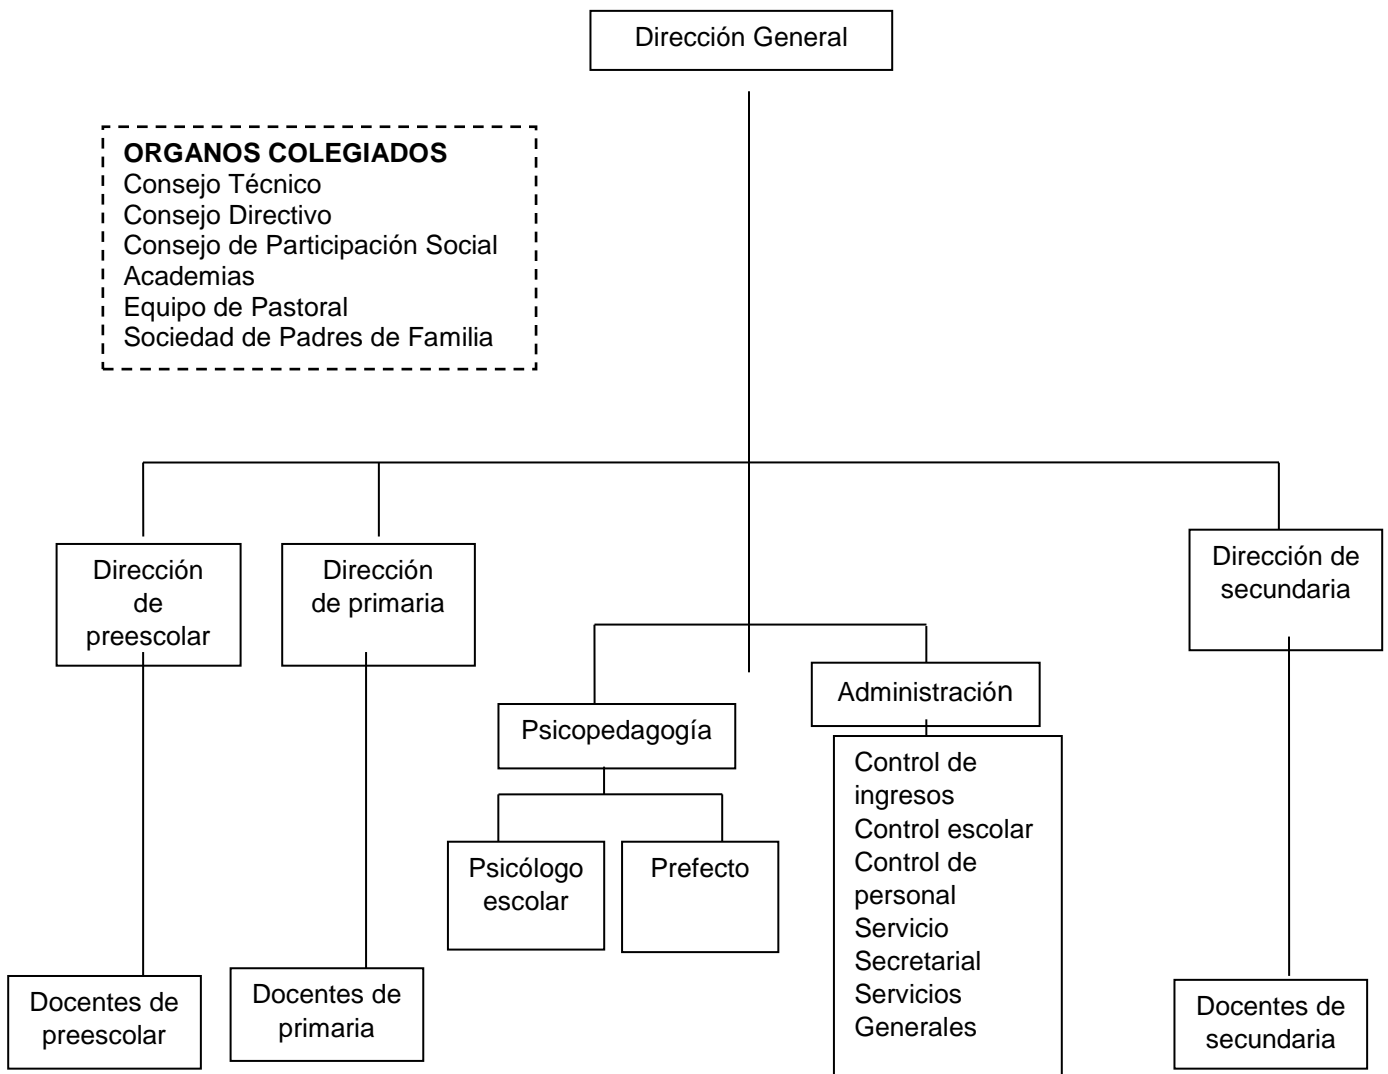 Dirección General
ORGANOS COLEGIADOS
Consejo Técnico
Consejo Directivo
Consejo de Participación Social
Academias
Equipo de Pastoral
Sociedad de Padres de Familia
Dirección
de
preescolar
Dirección
de primaria
Dirección de
secundaria
Psicopedagogía
Administración
Psicólogo
escolar
Prefecto
Control de
ingresos
Control escolar
Control de
personal
Servicio
Secretarial
Servicios
Generales
Docentes de
preescolar
Docentes de
primaria
Docentes de
secundaria